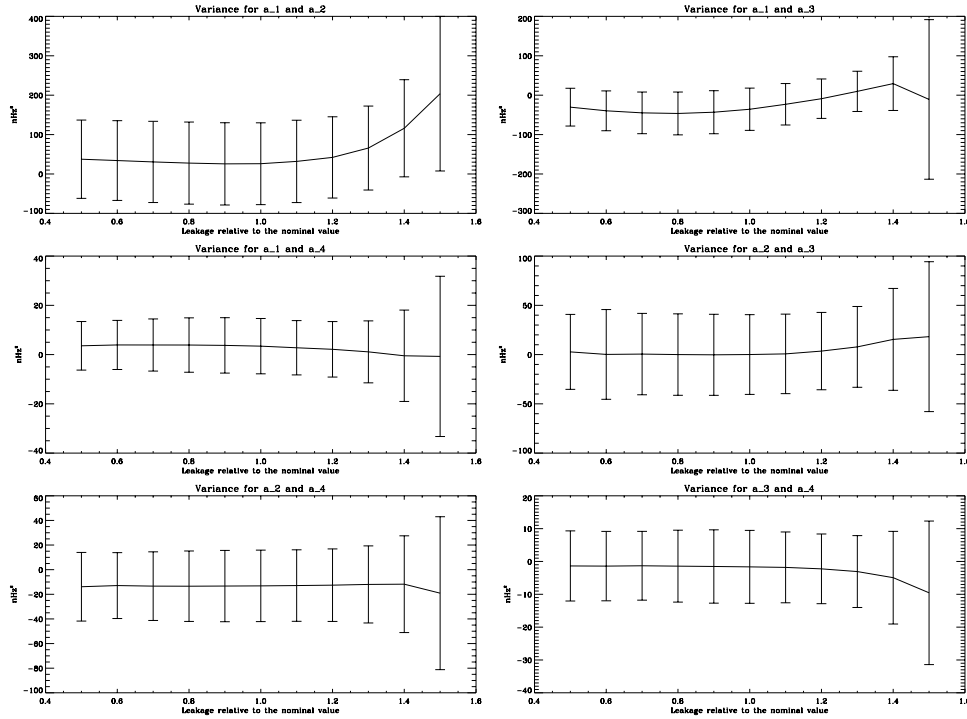 Variance for a_1 and a_2
400
300
200
100
0
-100
nHz²
0.4 0.6 0.8 1.0 1.2 1.4 1.6
Leakage relative to the nominal value
Variance for a_1 and a_3
200
100
0
-100
-200
-300
nHz²
0.4 0.6 0.8 1.0 1.2 1.4 1.6
Leakage relative to the nominal value
Variance for a_1 and a_4
40
20
0
-20
-40
nHz²
0.4 0.6 0.8 1.0 1.2 1.4 1.6
Leakage relative to the nominal value
Variance for a_2 and a_3
100
50
0
-50
-100
nHz²
0.4 0.6 0.8 1.0 1.2 1.4 1.6
Leakage relative to the nominal value
Variance for a_2 and a_4
60
40
20
0
-20
-40
-60
-80
-100
nHz²
0.4 0.6 0.8 1.0 1.2 1.4 1.6
Leakage relative to the nominal value
Variance for a_3 and a_4
20
10
0
-10
-20
-30
-40
nHz²
0.4 0.6 0.8 1.0 1.2 1.4 1.6
Leakage relative to the nominal value